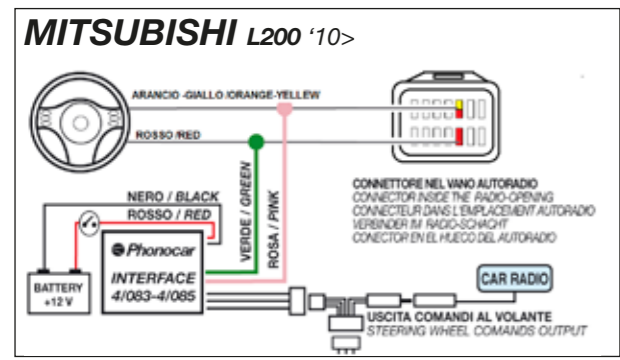 MITSUBISHI L200 ‘10>
ARANCIO -GIALLO /ORANGE-YELLEW
ROSSO /RED
NERO / BLACK
ROSSO / RED
VERDE / GREEN
ROSA / PINK
CONNETTORE NEL VANO AUTORADIO
CONNECTOR INSIDE THE RADIO-OPENING
CONNECTEUR DANS L'EMPLACEMENT AUTORADIO
VERBINDER IM RADIO-SCHACHT
CONECTOR EN EL HUECO DEL AUTORADIO
Phonocar
INTERFACE
4/083-4/085
BATTERY
+12 V
CAR RADIO
USCITA COMANDI AL VOLANTE
STEERING WHEEL COMANDS OUTPUT